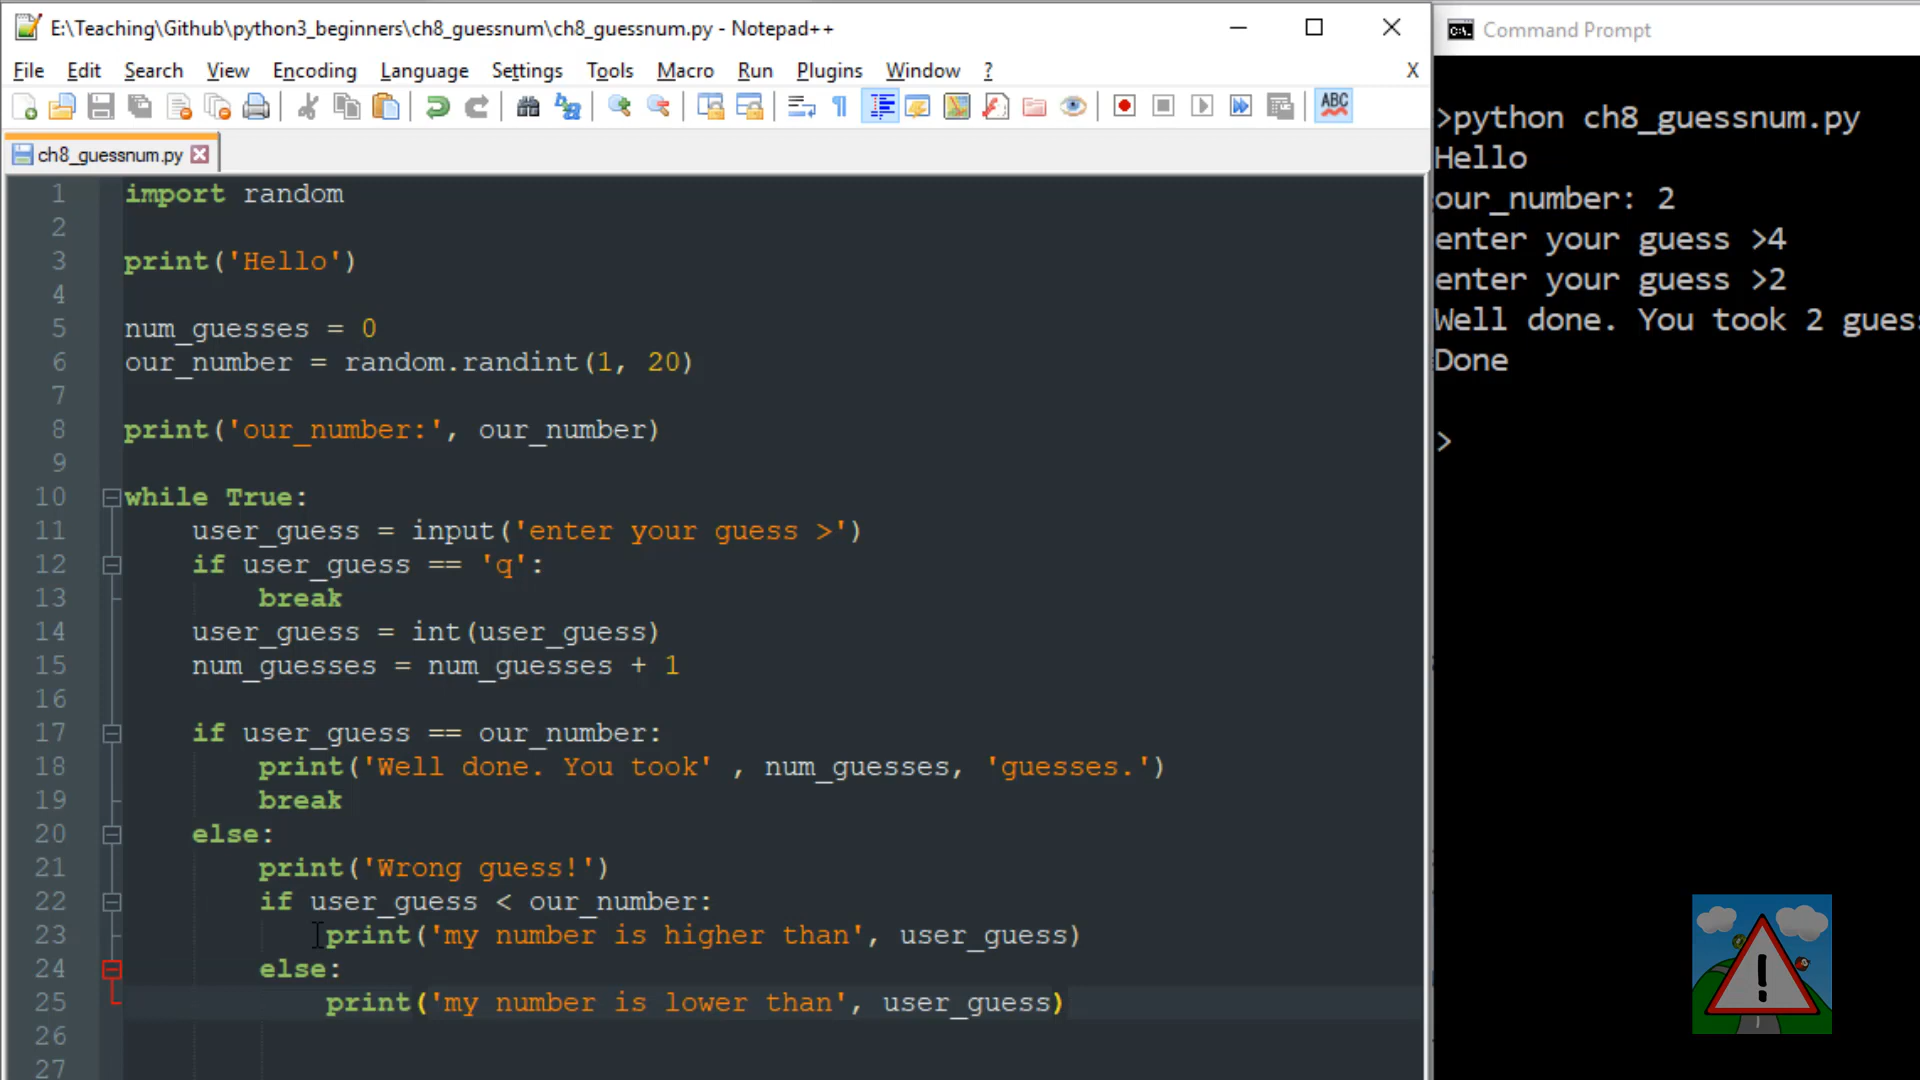 E:\Teaching\Github\python3_beginners\ch8_guessnum\ch8_guessnum.py - Notepad++
File Edit Search View Encoding Language Settings Tools Macro Run Plugins Window ? X
ABC
ch8_guessnum.py
1 import random
2
3 print('Hello')
4
5 num_guesses = 0
6 our_number = random.randint(1, 20)
7
8 print('our_number:', our_number)
9
10 while True:
11 user_guess = input('enter your guess >')
12 if user_guess == 'q':
13 break
14 user_guess = int(user_guess)
15 num_guesses = num_guesses + 1
16
17 if user_guess == our_number:
18 print('Well done. You took' , num_guesses, 'guesses.')
19 break
20 else:
21 print('Wrong guess!')
22 if user_guess < our_number:
23 print('my number is higher than', user_guess)
24 else:
25 print('my number is lower than', user_guess)
26
27
Command Prompt
>python ch8_guessnum.py
Hello
our_number: 2
enter your guess >4
enter your guess >2
Well done. You took 2 guess
Done
>
!